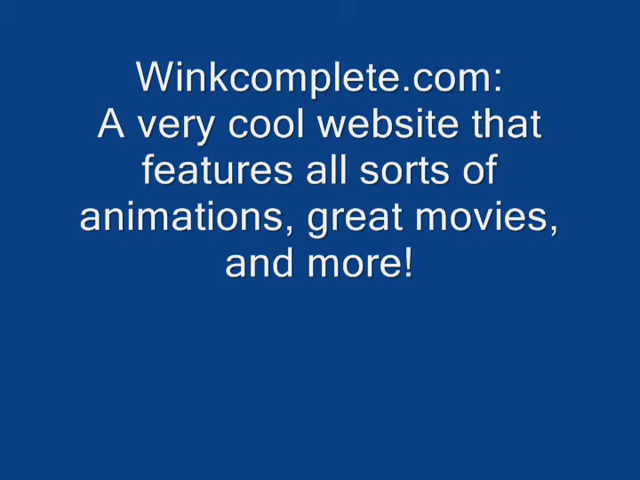 Winkcomplete.com:
A very cool website that
features all sorts of
animations, great movies,
and more!